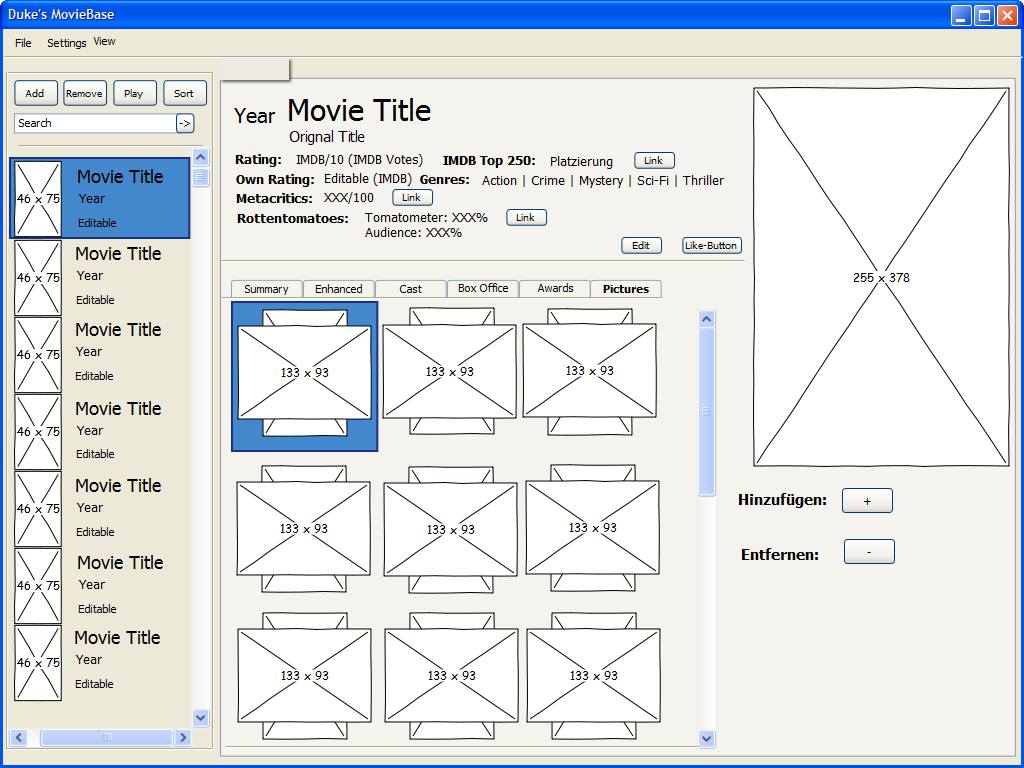 Duke's MovieBase
File Settings View
Add Remove Play Sort
Search ->
46 x 75 Movie Title
Year
Editable
46 x 75 Movie Title
Year
Editable
46 x 75 Movie Title
Year
Editable
46 x 75 Movie Title
Year
Editable
46 x 75 Movie Title
Year
Editable
46 x 75 Movie Title
Year
Editable
46 x 75 Movie Title
Year
Editable
Year Movie Title
Orignal Title
Rating: IMDB/10 (IMDB Votes) IMDB Top 250: Platzierung Link
Own Rating: Editable (IMDB) Genres: Action | Crime | Mystery | Sci-Fi | Thriller
Metacritics: XXX/100 Link
Rottentomatoes: Tomatometer: XXX% Link
Audience: XXX%
Edit Like-Button
Summary Enhanced Cast Box Office Awards Pictures
133 x 93 133 x 93 133 x 93
133 x 93 133 x 93 133 x 93
133 x 93 133 x 93 133 x 93
255 x 378
Hinzufügen: +
Entfernen: -